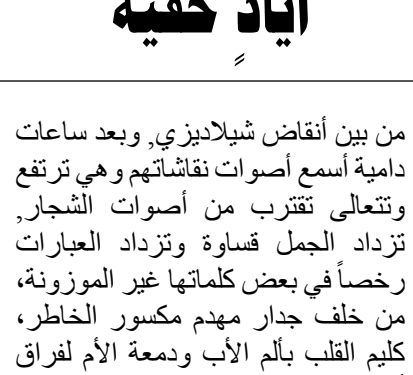 أيادٍ خفية
من بين أنقاض شيلاديزي, وبعد ساعات
دامية أسمع أصوات نقاشاتهم وهي ترتفع
وتتعالى تقترب من أصوات الشجار,
تزداد الجمل قساوة وتزداد العبارات
رخصاً في بعض كلماتها غير الموزونة،
من خلف جدار مهدم مكسور الخاطر،
كليم القلب بألم الأب ودمعة الأم لفراق